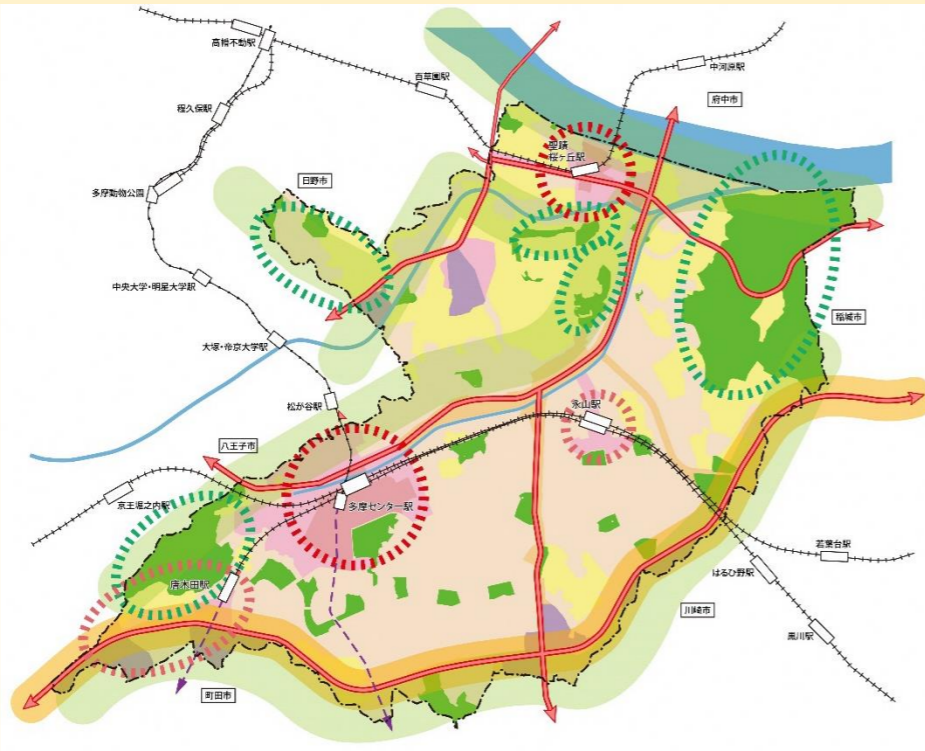 高幡不動駅
百草園駅
中河原駅
府中市
程久保駅
聖蹟
桜ヶ丘駅
日野市
多摩動物公園
中央大学・明星大学駅
稲城市
大塚・帝京大学駅
松が谷駅
永山駅
八王子市
京王堀之内駅
多摩センター駅
若葉台駅
はるひ野駅
唐木田駅
川崎市
黒川駅
町田市